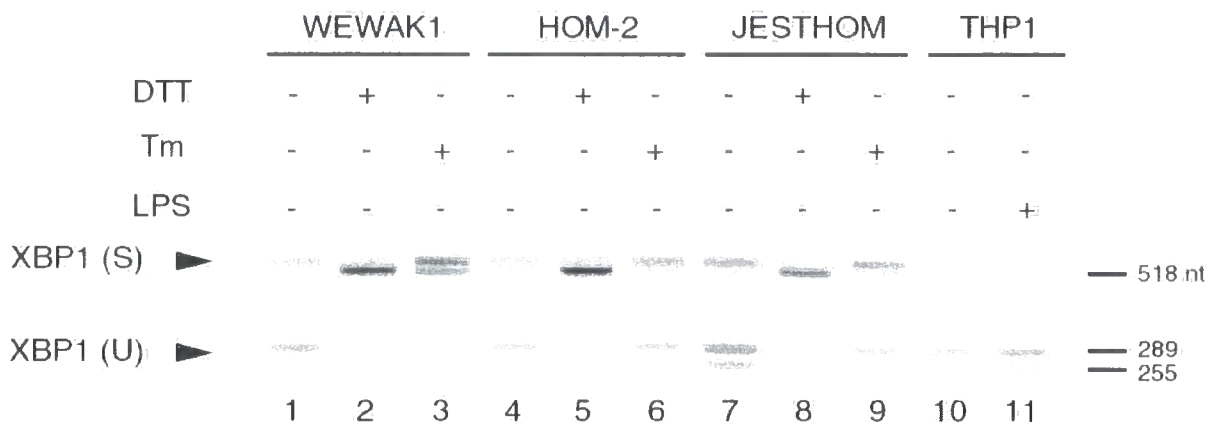 WEWAK1 HOM-2 JESTHOM THP1
DTT - + - - + - - + - - -
Tm - - + - - + - - + - -
LPS - - - - - - - - - - +
XBP1 (S) 518 nt
XBP1 (U) 289
255
1 2 3 4 5 6 7 8 9 10 11